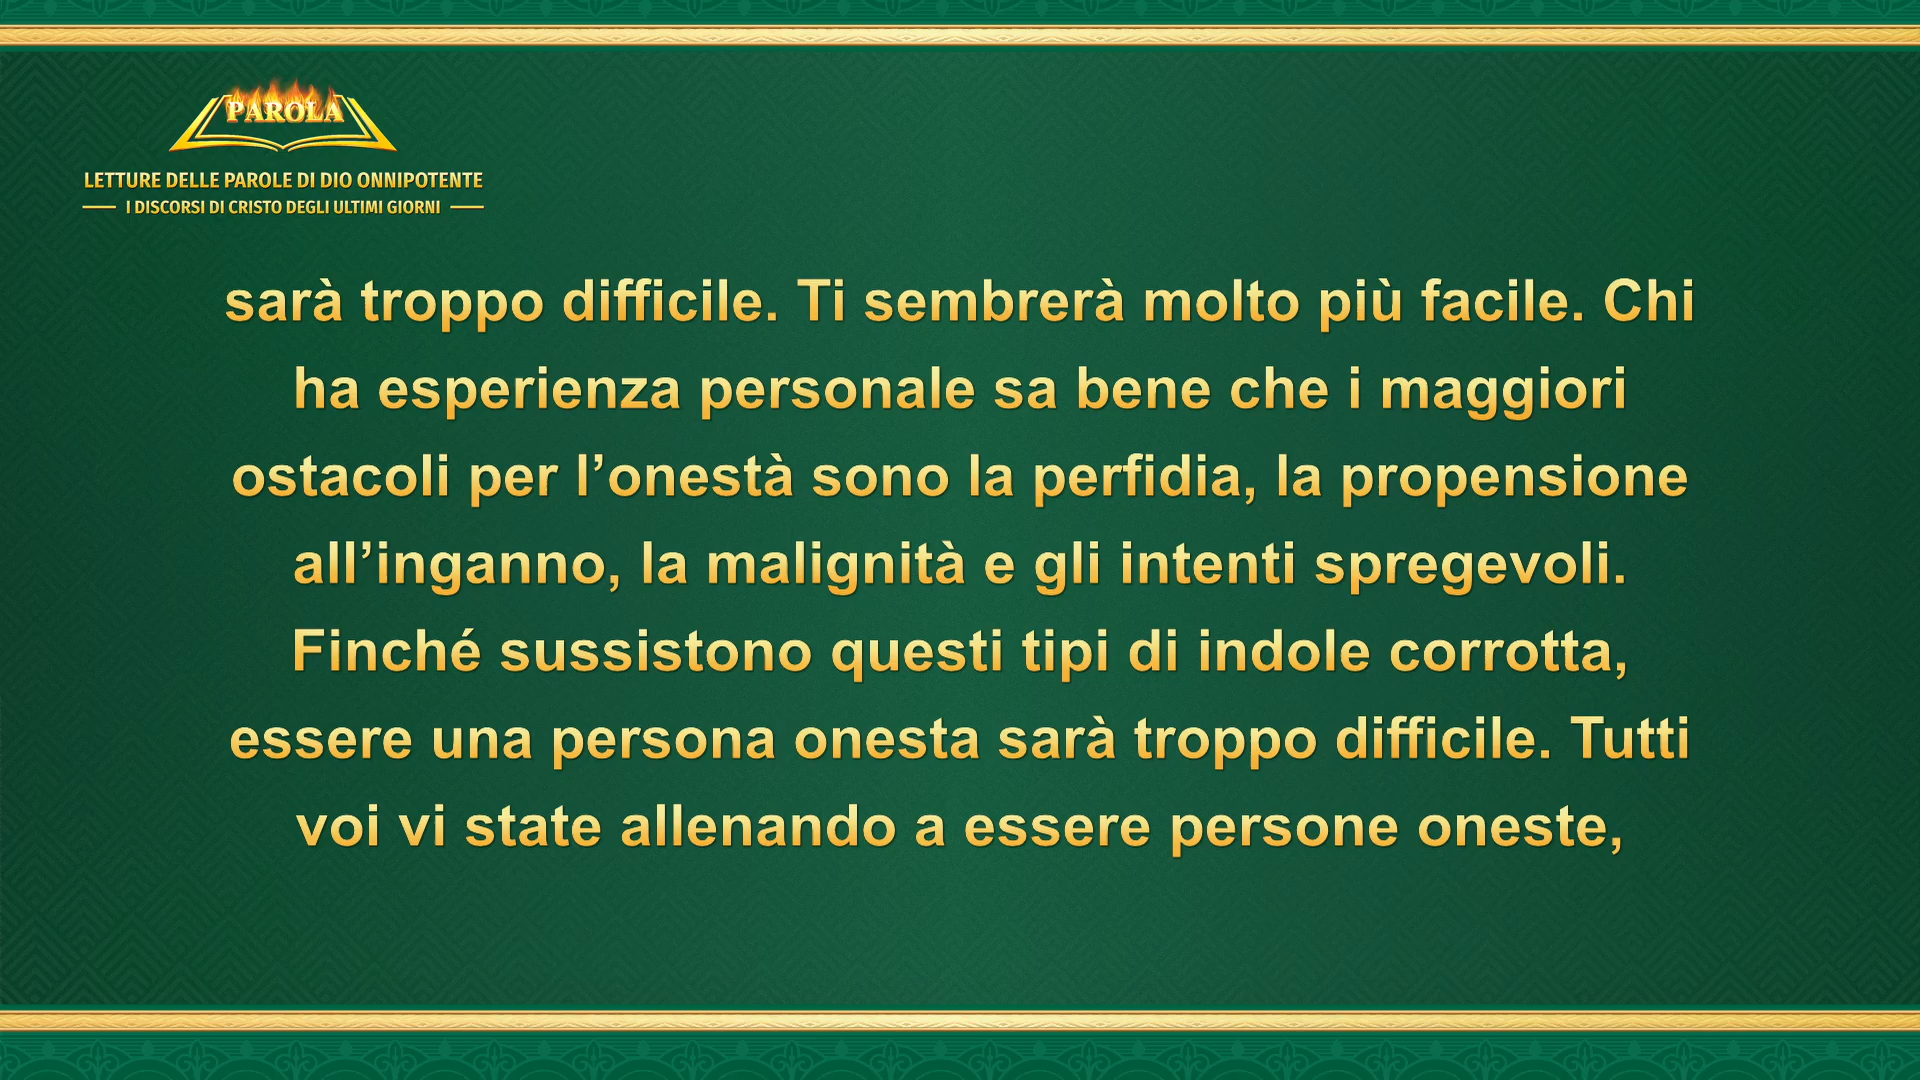 PAROLA
LETTURE DELLE PAROLE DI DIO ONNIPOTENTE
I DISCORSI DI CRISTO DEGLI ULTIMI GIORNI
sarà troppo difficile. Ti sembrerà molto più facile. Chi
ha esperienza personale sa bene che i maggiori
ostacoli per l’onestà sono la perfidia, la propensione
all’inganno, la malignità e gli intenti spregevoli.
Finché sussistono questi tipi di indole corrotta,
essere una persona onesta sarà troppo difficile. Tutti
voi vi state allenando a essere persone oneste,